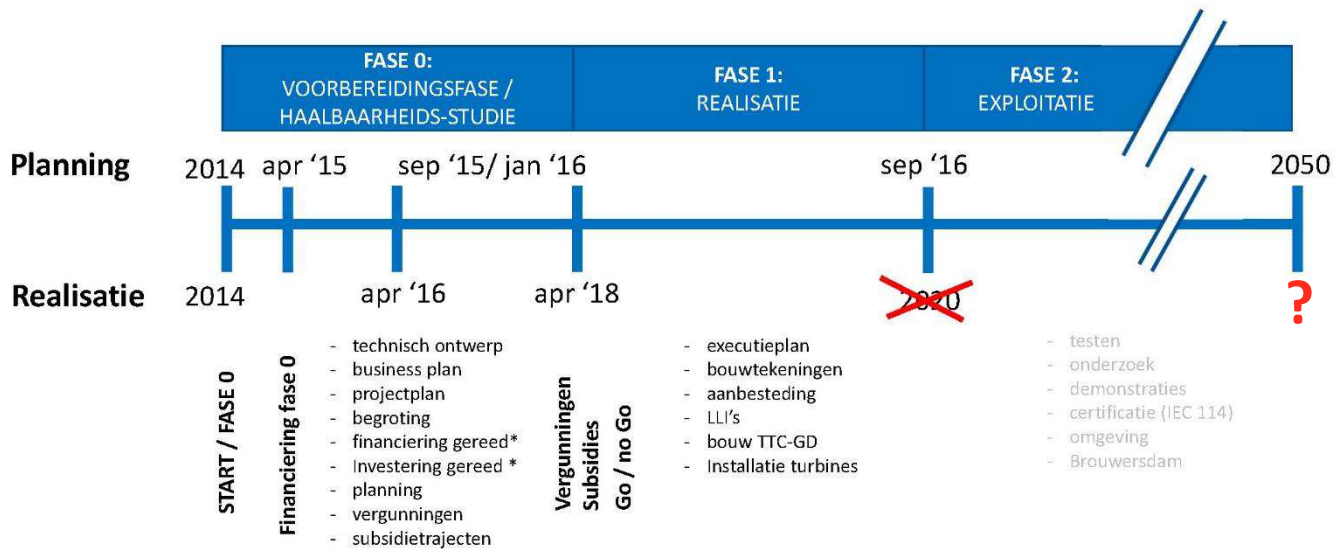 FASE 0:
VOORBEREIDINGSFASE /
HAALBAARHEIDS-STUDIE
FASE 1:
REALISATIE
FASE 2:
EXPLOITATIE
Planning
2014
apr ‘15
sep ‘15/ jan ‘16
sep ‘16
2050
Realisatie
2014
apr ‘16
apr ‘18
2020
?
START / FASE 0
Financiering fase 0
- technisch ontwerp
- business plan
- projectplan
- begroting
- financiering gereed*
- Investering gereed *
- planning
- vergunningen
- subsidietrajecten
Vergunningen
Subsidies
Go / no Go
- executieplan
- bouwtekeningen
- aanbesteding
- LLI’s
- bouw TTC-GD
- Installatie turbines
- testen
- onderzoek
- demonstraties
- certificatie (IEC 114)
- omgeving
- Brouwersdam